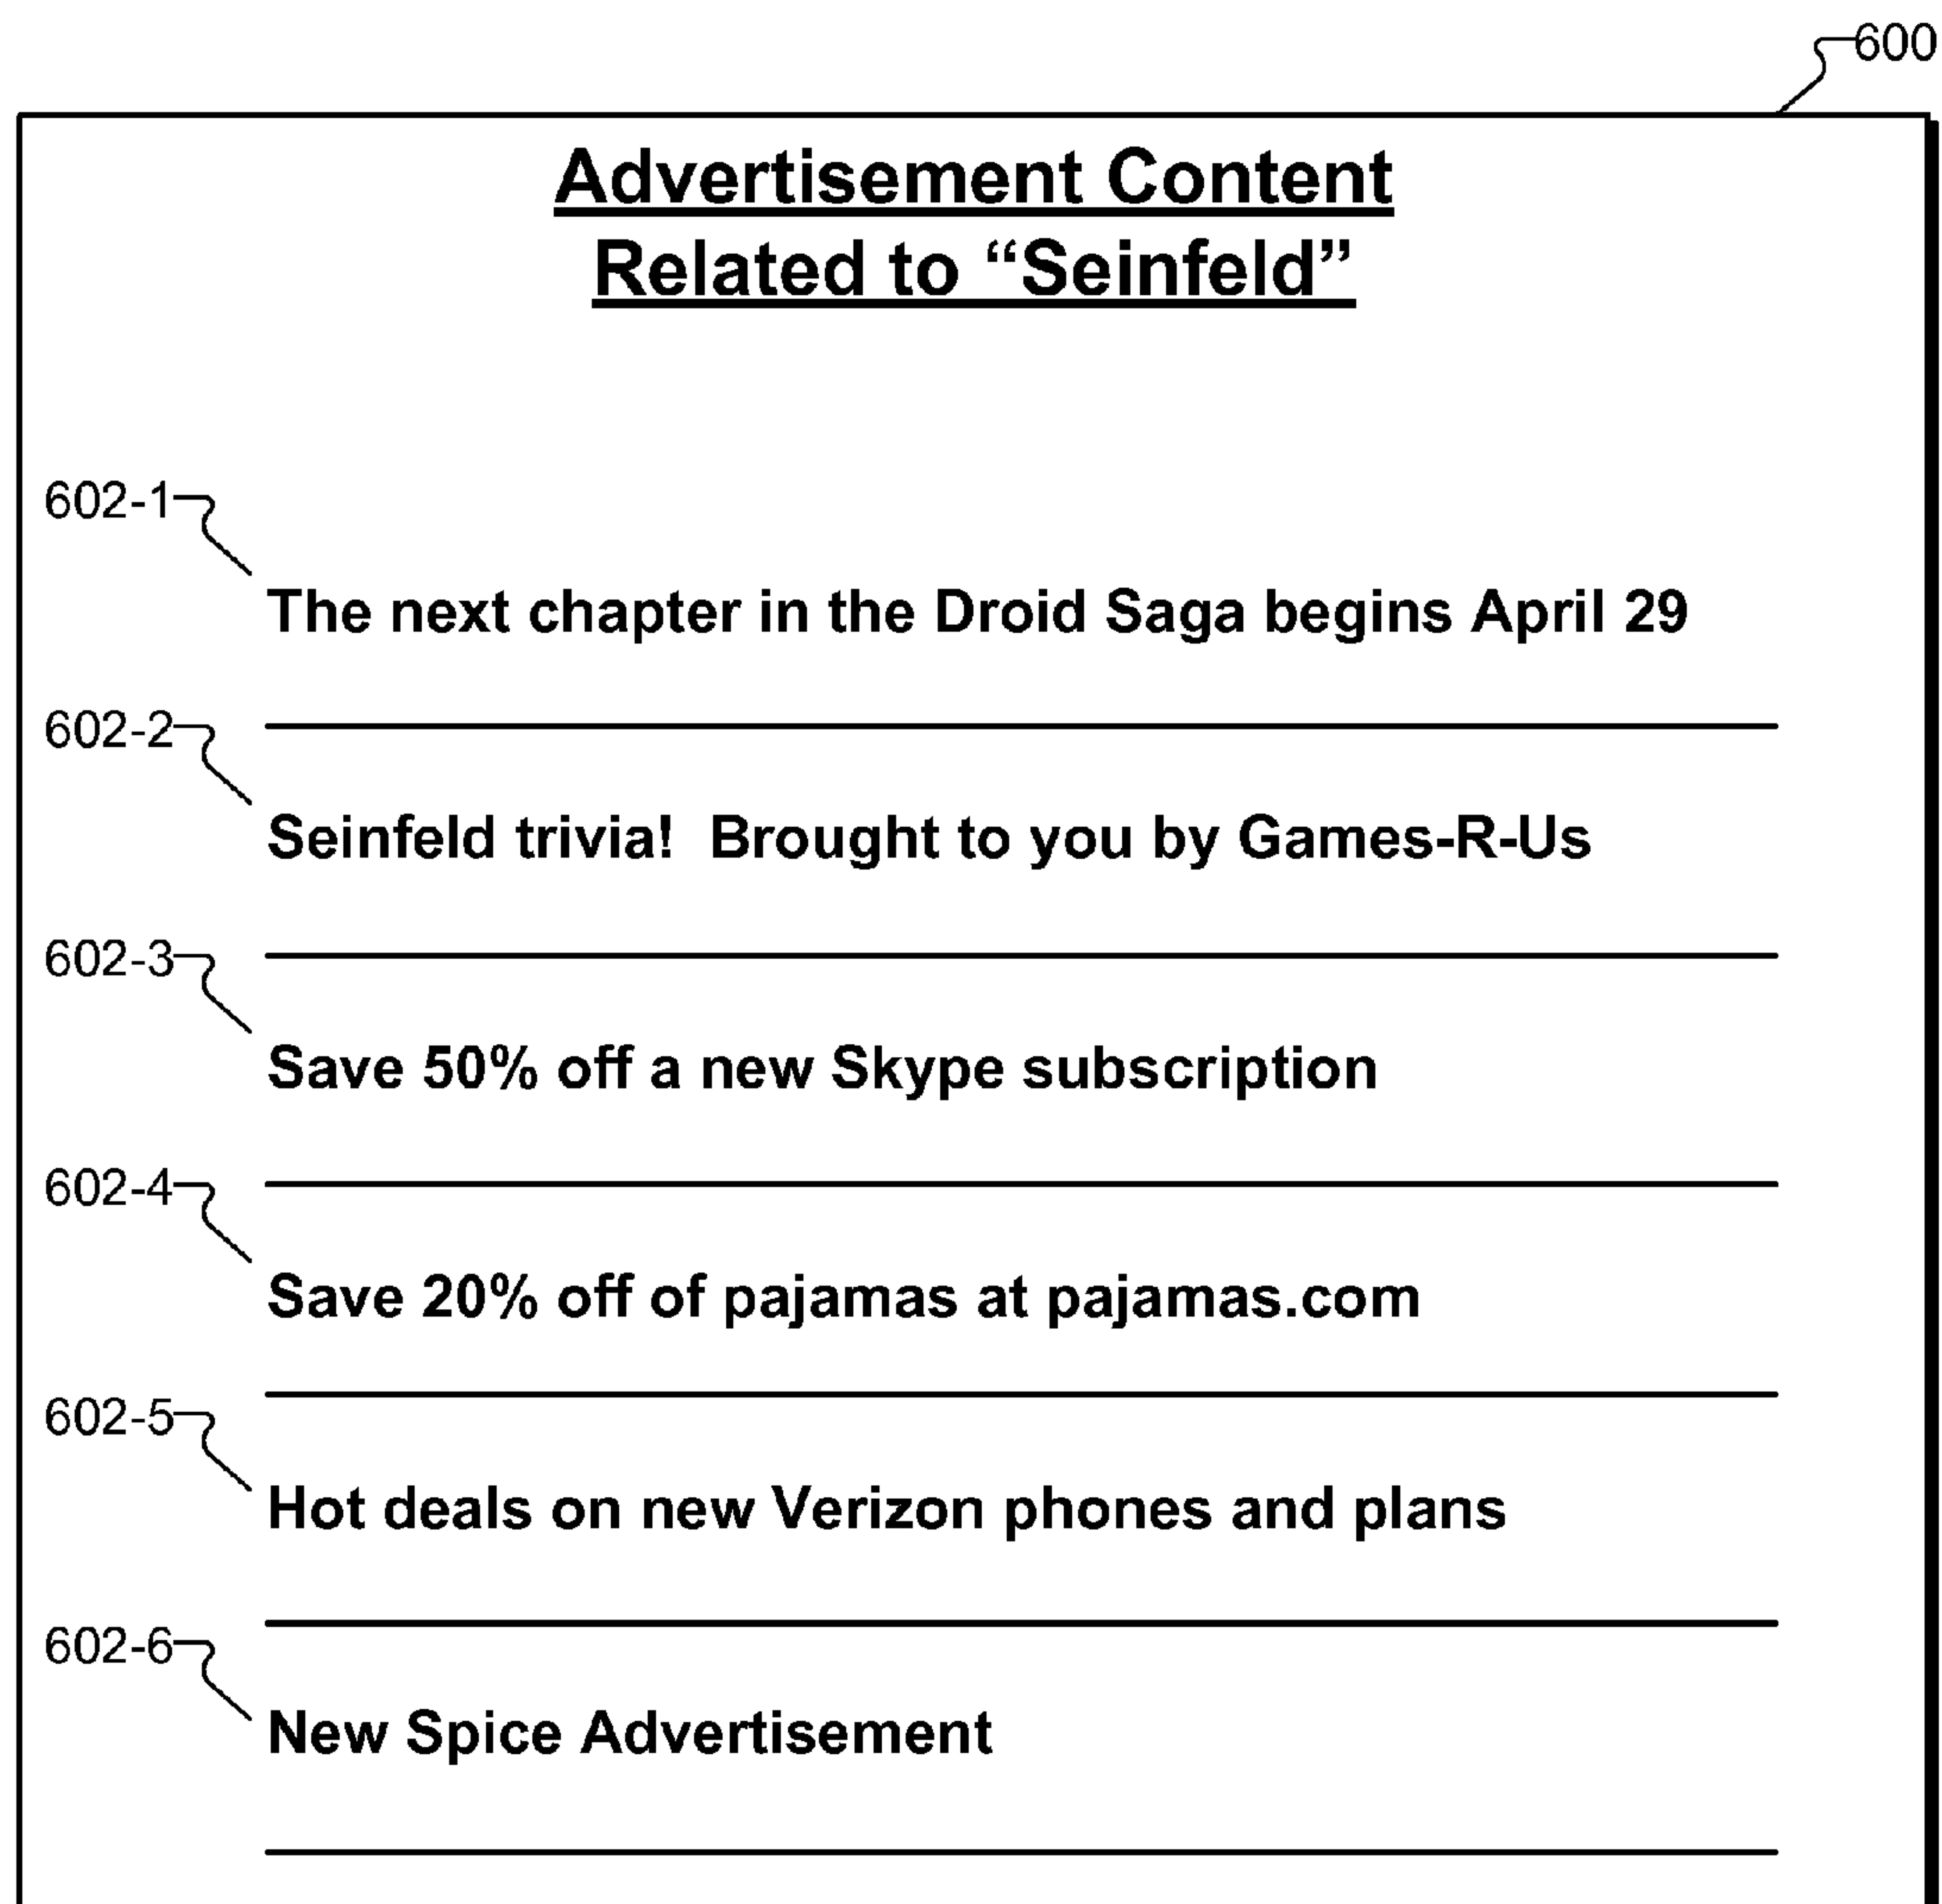 600
Advertisement Content
Related to “Seinfeld”
602-1
The next chapter in the Droid Saga begins April 29
602-2
Seinfeld trivia!  Brought to you by Games-R-Us
602-3
Save 50% off a new Skype subscription
602-4
Save 20% off of pajamas at pajamas.com
602-5
Hot deals on new Verizon phones and plans
602-6
New Spice Advertisement